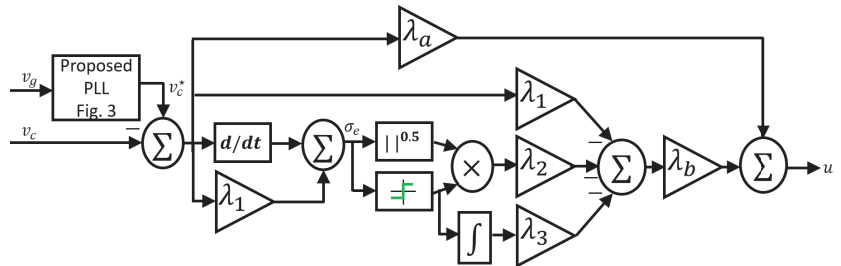 λ_a
v_g
Proposed
PLL
Fig. 3
v_c^⋆
λ_1
v_c
−
Σ
d/dt
Σ
σ_e
| |^0.5
×
λ_2
−
−
−
Σ
λ_b
Σ
u
λ_1
∫
λ_3